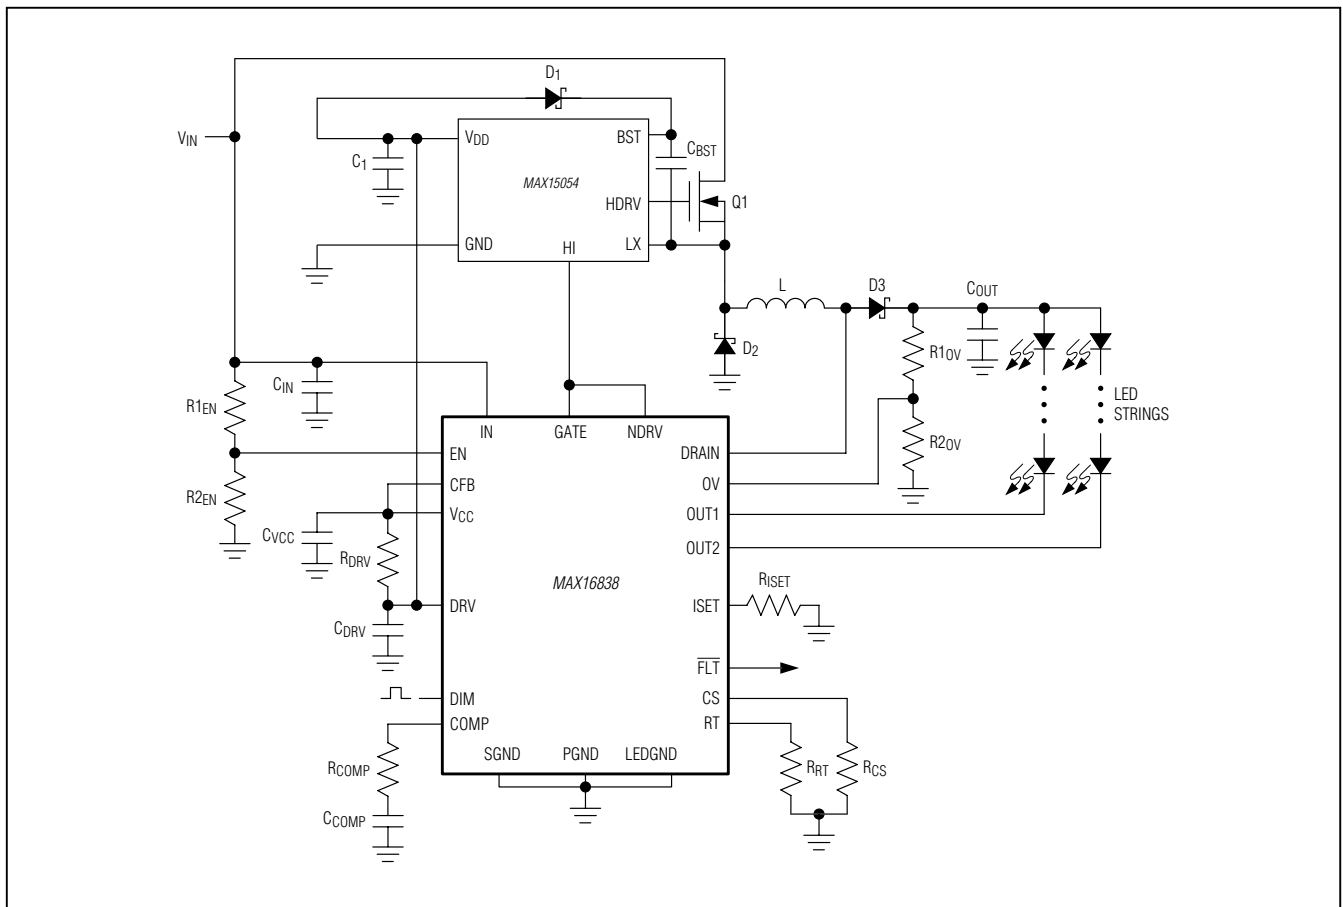 D1
VIN
VDD
BST
C1
CBST
MAX15054
HDRV
Q1
GND
HI
LX
L
D3
COUT
D2
R1OV
CIN
R1EN
LED
STRINGS
IN
GATE
NDRV
EN
DRAIN
R2OV
CFB
OV
R2EN
VCC
OUT1
CVCC
OUT2
RDRV
MAX16838
RISET
DRV
ISET
CDRV
FLT
DIM
CS
COMP
RT
SGND
PGND
LEDGND
RCOMP
RRT
RCS
CCOMP